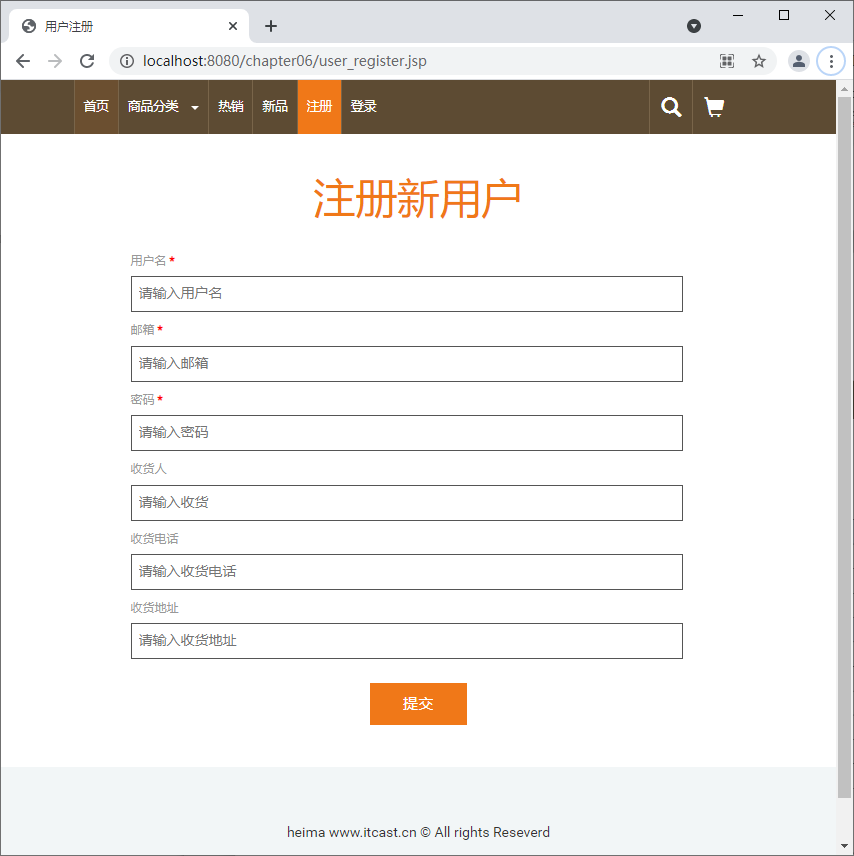 用户注册
localhost:8080/chapter06/user_register.jsp
首页 商品分类 热销 新品 注册 登录
注册新用户
用户名 *
请输入用户名
邮箱 *
请输入邮箱
密码 *
请输入密码
收货人
请输入收货
收货电话
请输入收货电话
收货地址
请输入收货地址
提交
heima www.itcast.cn © All rights Reseverd